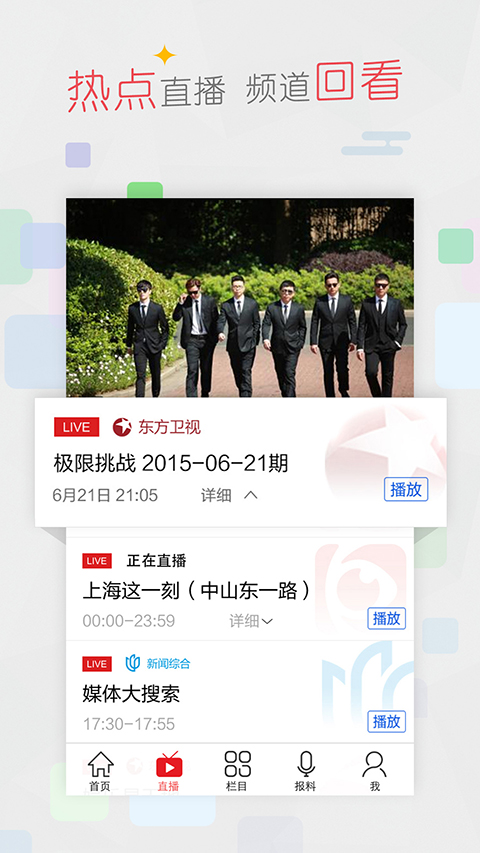 热点直播 频道回看
LIVE 东方卫视
极限挑战 2015-06-21期
6月21日 21:05 详细
播放
LIVE 正在直播
上海这一刻（中山东一路）
00:00-23:59 详细
播放
LIVE 新闻综合
媒体大搜索
17:30-17:55
播放
首页 直播 栏目 报料 我